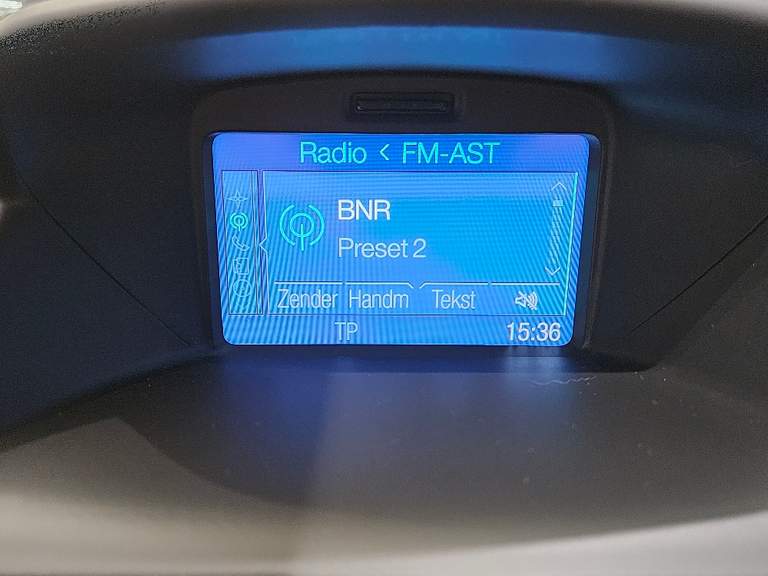 Radio < FM-AST
BNR
Preset 2
Zender Handm Tekst
TP 15:36